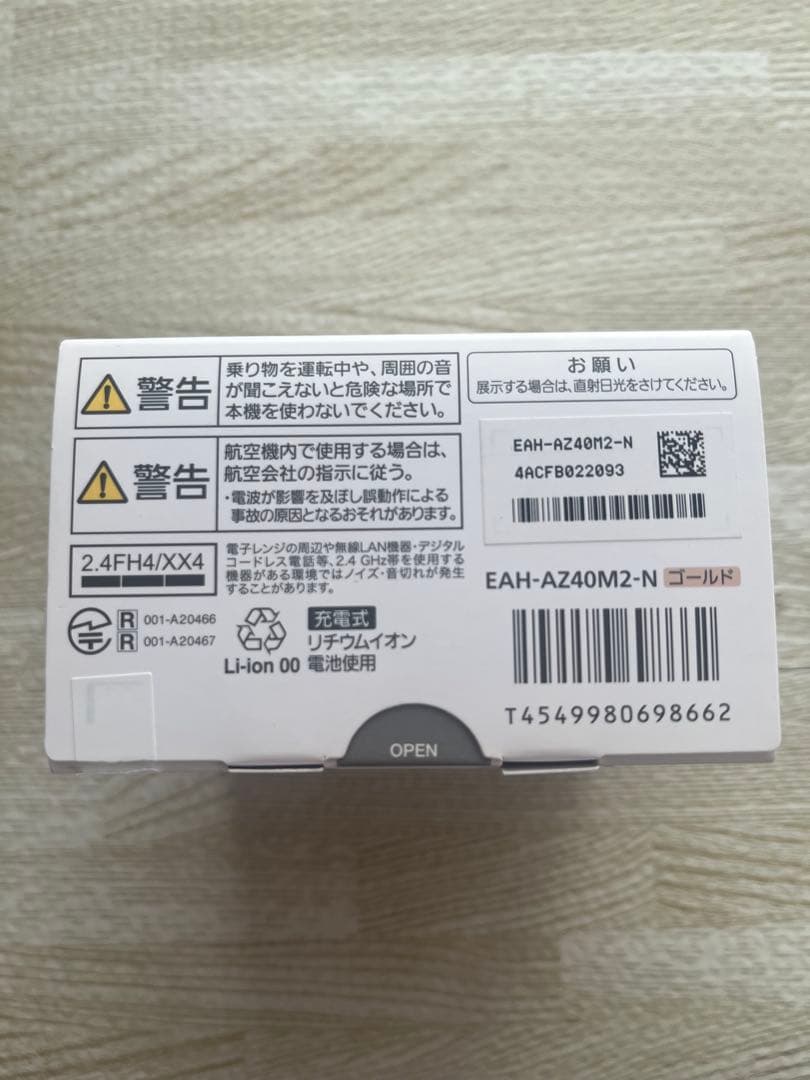 警告
乗り物を運転中や、周囲の音
が聞こえないと危険な場所で
本機を使わないでください。
お願い
展示する場合は、直射日光をさけてください。
警告
航空機内で使用する場合は、
航空会社の指示に従う。
・電波が影響を及ぼし誤動作による
事故の原因となるおそれがあります。
EAH-AZ40M2-N
4ACFB022093
2.4FH4/XX4
電子レンジの周辺や無線LAN機器・デジタル
コードレス電話等、2.4 GHz帯を使用する
機器がある環境ではノイズ・音切れが発生
することがあります。
EAH-AZ40M2-N ゴールド
R 001-A20466
R 001-A20467
Li-ion 00
充電式
リチウムイオン
電池使用
T4549980698662
OPEN